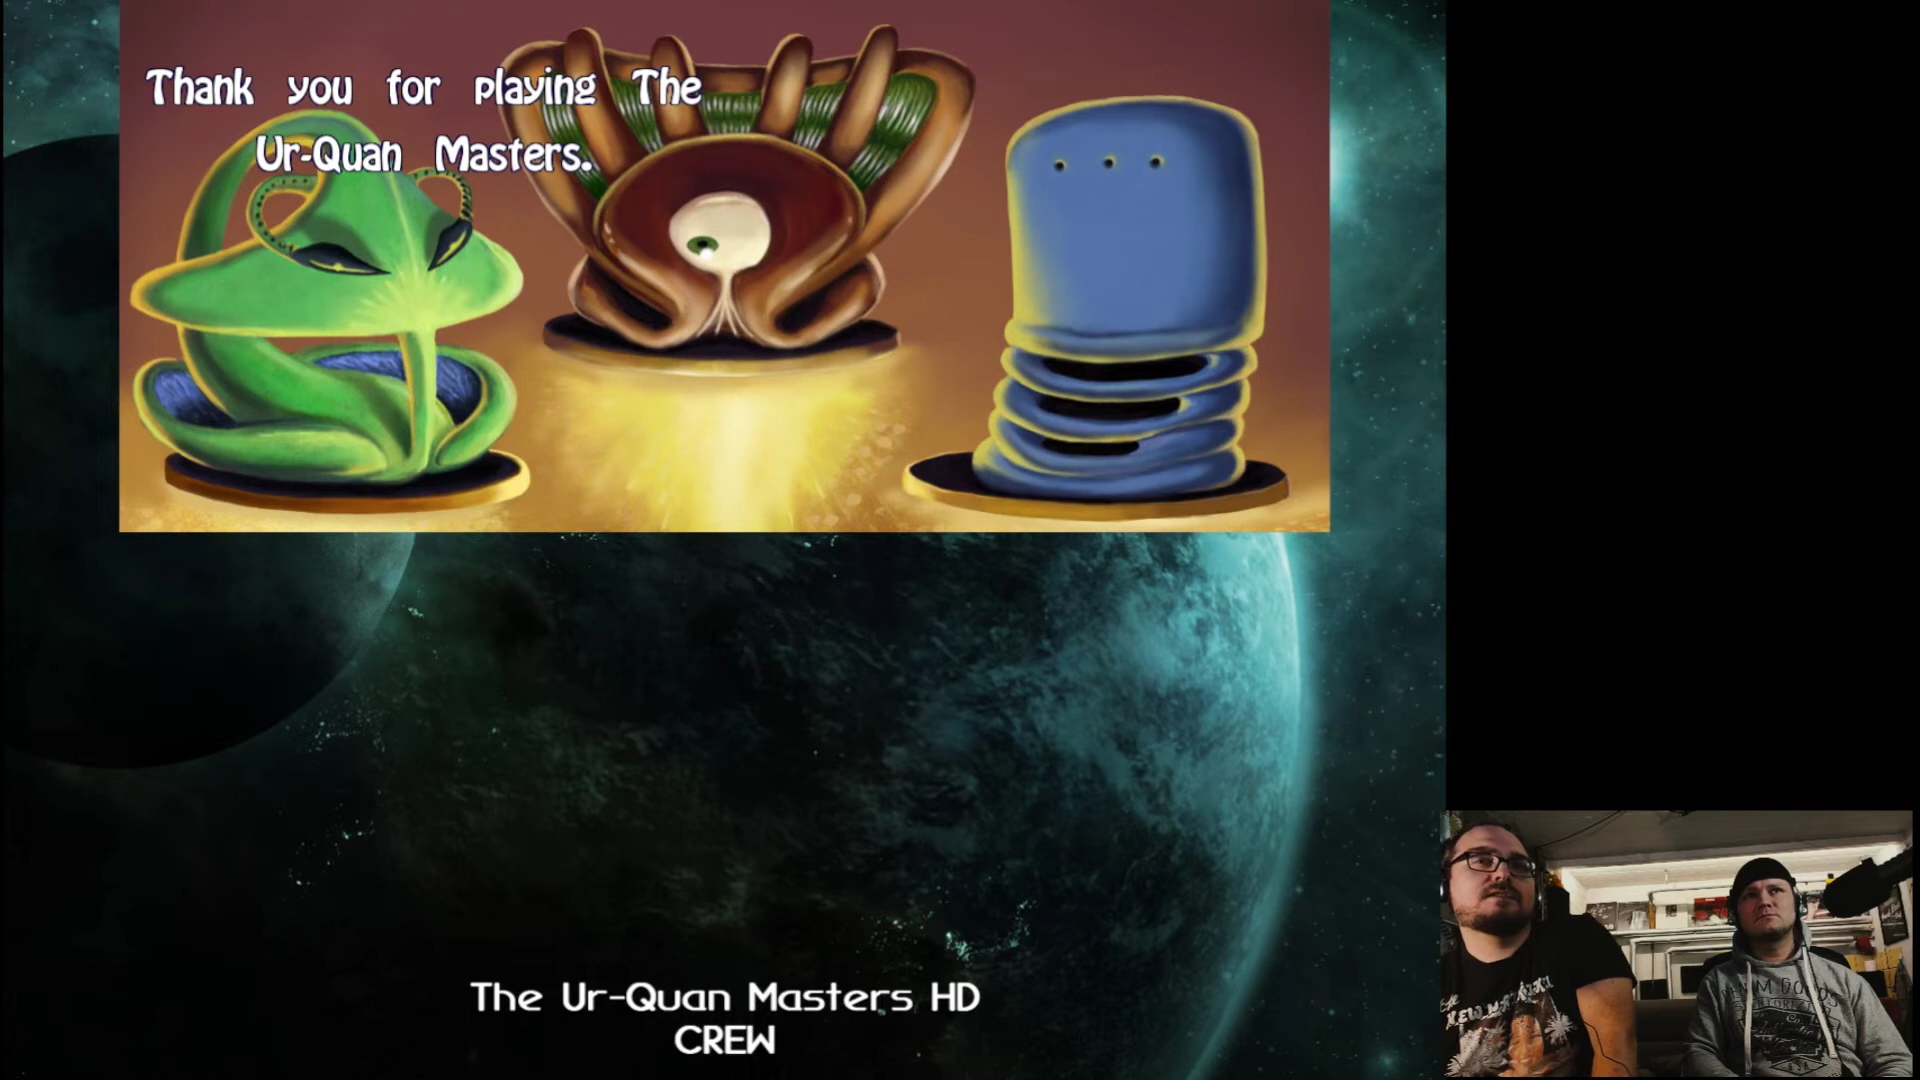 Thank you for playing The
Ur-Quan Masters.
The Ur-Quan Masters HD
CREW